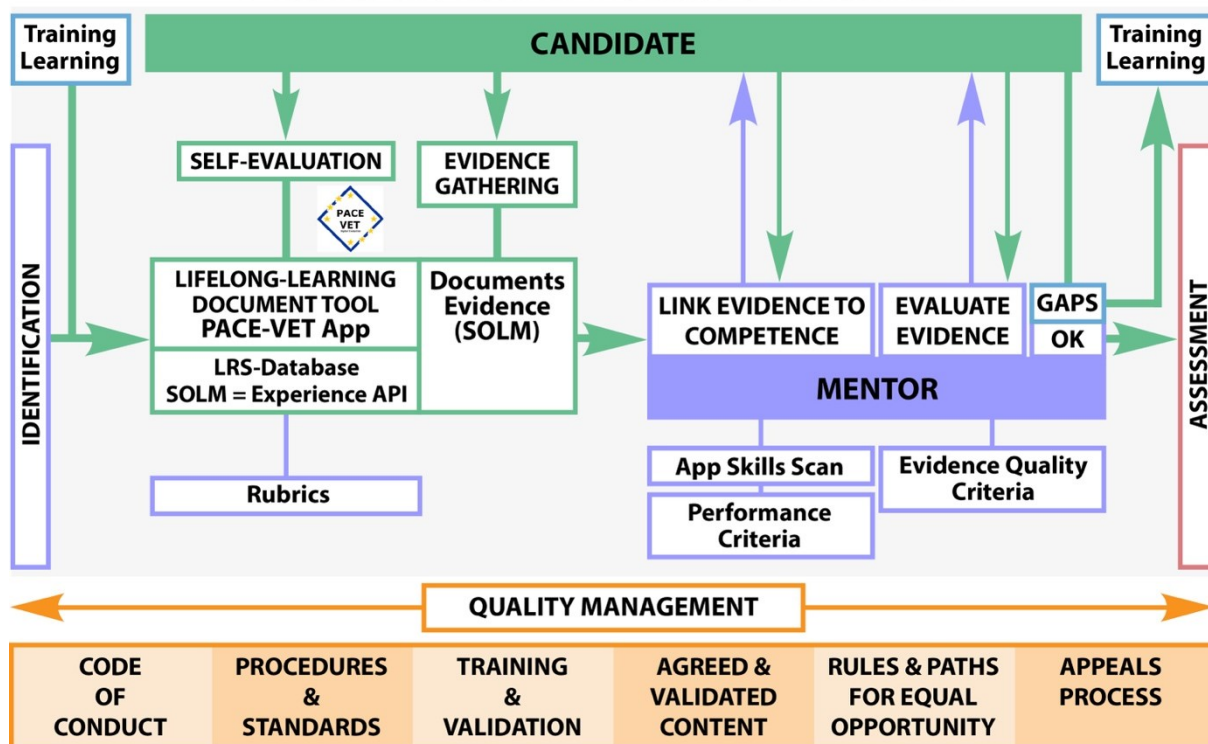 Training
Learning
CANDIDATE
Training
Learning
SELF-EVALUATION
EVIDENCE
GATHERING
PACE
VET
IDENTIFICATION
LIFELONG-LEARNING
DOCUMENT TOOL
PACE-VET App
LRS-Database
SOLM = Experience API
Documents
Evidence
(SOLM)
LINK EVIDENCE TO
COMPETENCE
EVALUATE
EVIDENCE
GAPS
OK
MENTOR
ASSESSMENT
Rubrics
App Skills Scan
Performance
Criteria
Evidence Quality
Criteria
QUALITY MANAGEMENT
CODE
OF
CONDUCT
PROCEDURES
&
STANDARDS
TRAINING
&
VALIDATION
AGREED &
VALIDATED
CONTENT
RULES & PATHS
FOR EQUAL
OPPORTUNITY
APPEALS
PROCESS